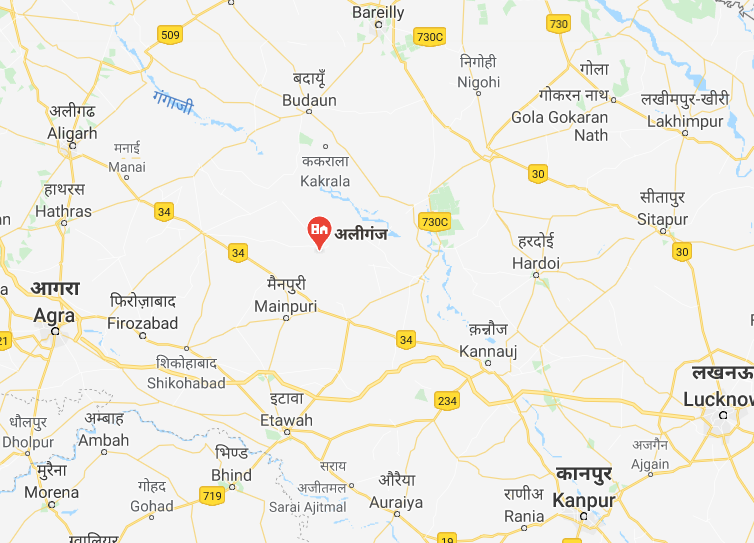 Bareilly
730
509
730C
निगोही
Nigohi
गोला
गोकरन नाथ
Gola Gokaran
Nath
बदायूँ
Budaun
गंगाजी
लखीमपुर-खीरी
Lakhimpur
अलीगढ
Aligarh
मनाई
Manai
ककराला
Kakrala
30
हाथरस
Hathras
34
सीतापुर
Sitapur
730C
अलीगंज
34
हरदोई
Hardoi
30
मैनपुरी
Mainpuri
आगरा
Agra
फिरोज़ाबाद
Firozabad
21
34
क़न्नौज
Kannauj
शिकोहाबाद
Shikohabad
लखनऊ
Lucknow
इटावा
Etawah
234
धौलपुर
Dholpur
अम्बाह
Ambah
भिण्ड
Bhind
अजगैन
Ajgain
मुरैना
Morena
गोहद
Gohad
719
सराय
अजीतमल
Sarai Ajitmal
औरैया
Auraiya
राणीअ
Rania
कानपुर
Kanpur
ग्वालियर
19